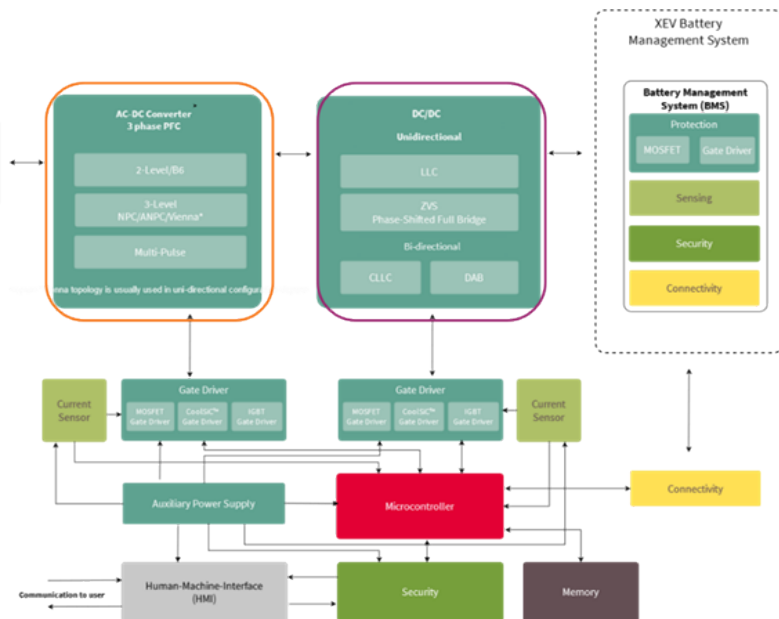 XEV Battery
Management System
AC-DC Converter *
3 phase PFC
2-Level/B6
3-Level
NPC/ANPC/Vienna*
Multi-Pulse
nna topology is usually used in uni-directional configura
DC/DC
Unidirectional
LLC
ZVS
Phase-Shifted Full Bridge
Bi-directional
CLLC
DAB
Battery Management
System (BMS)
Protection
MOSFET
Gate Driver
Sensing
Security
Connectivity
Current
Sensor
Gate Driver
MOSFET
Gate Driver
CoolSiC™
Gate Driver
IGBT
Gate Driver
Gate Driver
MOSFET
Gate Driver
CoolSiC™
Gate Driver
IGBT
Gate Driver
Current
Sensor
Auxiliary Power Supply
Microcontroller
Connectivity
Communication to user
Human-Machine-Interface
(HMI)
Security
Memory